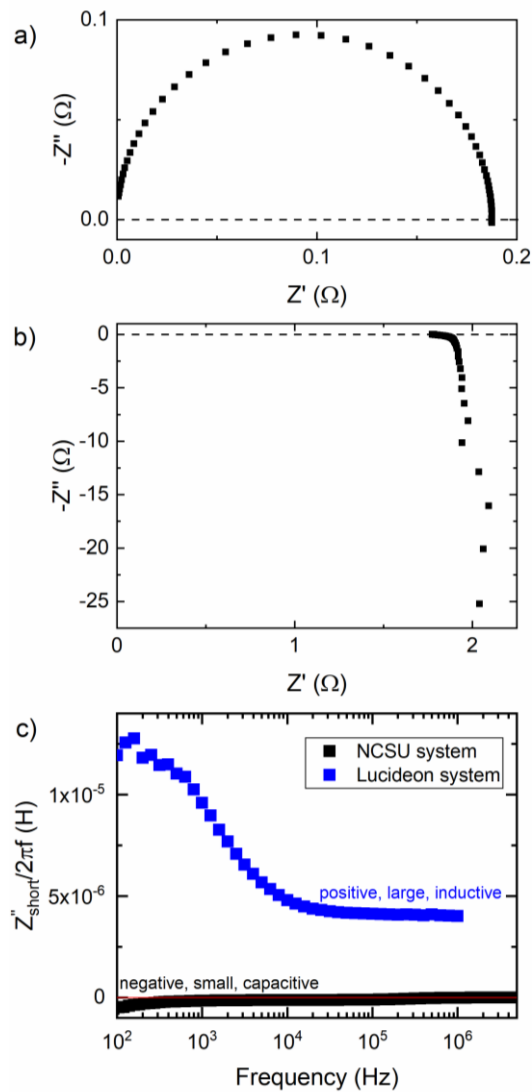 a)
0.1
0.0
-Z" (Ω)
0.0
0.1
0.2
Z' (Ω)
b)
0
-5
-10
-15
-20
-25
-Z" (Ω)
0
1
2
Z' (Ω)
c)
NCSU system
Lucideon system
1x10⁻⁵
5x10⁻⁶
0
Z"short/2πf (H)
positive, large, inductive
negative, small, capacitive
10² 10³ 10⁴ 10⁵ 10⁶
Frequency (Hz)